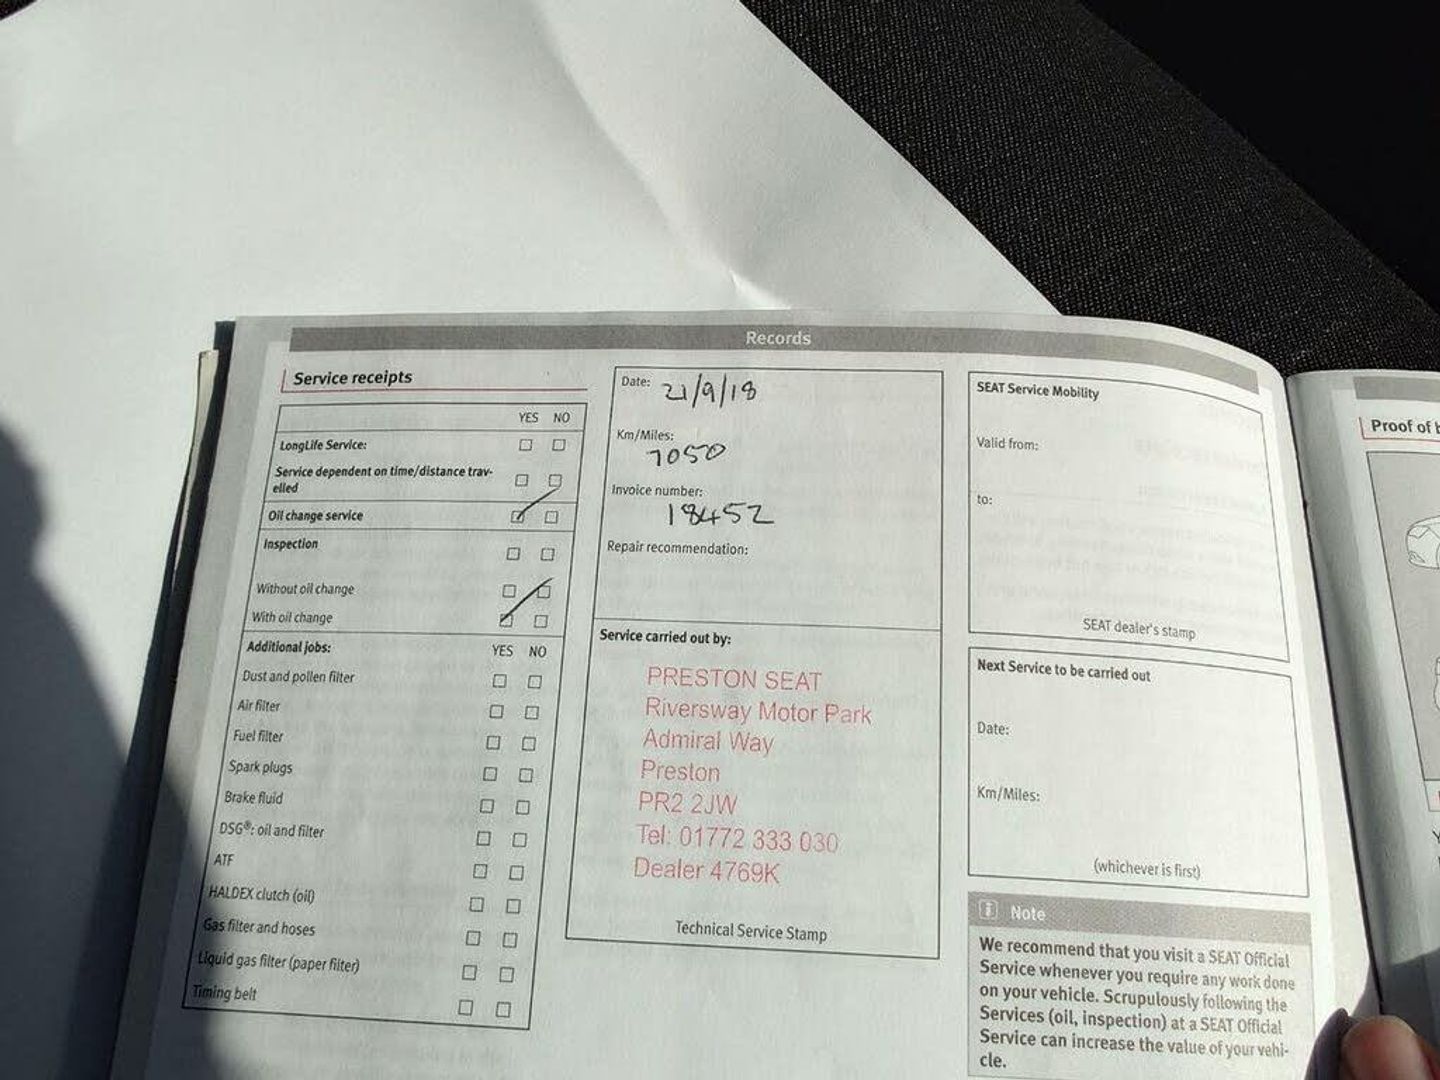 Records
Service receipts
YES NO
LongLife Service:
Service dependent on time/distance trav-
elled
Oil change service
Inspection
Without oil change
With oil change
Additional jobs: YES NO
Dust and pollen filter
Air filter
Fuel filter
Spark plugs
Brake fluid
DSG®: oil and filter
ATF
HALDEX clutch (oil)
Gas filter and hoses
Liquid gas filter (paper filter)
Timing belt
Date: 21/9/18
Km/Miles:
7050
Invoice number:
18452
Repair recommendation:
Service carried out by:
PRESTON SEAT
Riversway Motor Park
Admiral Way
Preston
PR2 2JW
Tel: 01772 333 030
Dealer 4769K
Technical Service Stamp
SEAT Service Mobility
Valid from:
to:
SEAT dealer's stamp
Next Service to be carried out
Date:
Km/Miles:
(whichever is first)
Note
We recommend that you visit a SEAT Official
Service whenever you require any work done
on your vehicle. Scrupulously following the
Services (oil, inspection) at a SEAT Official
Service can increase the value of your vehi-
cle.
Proof of